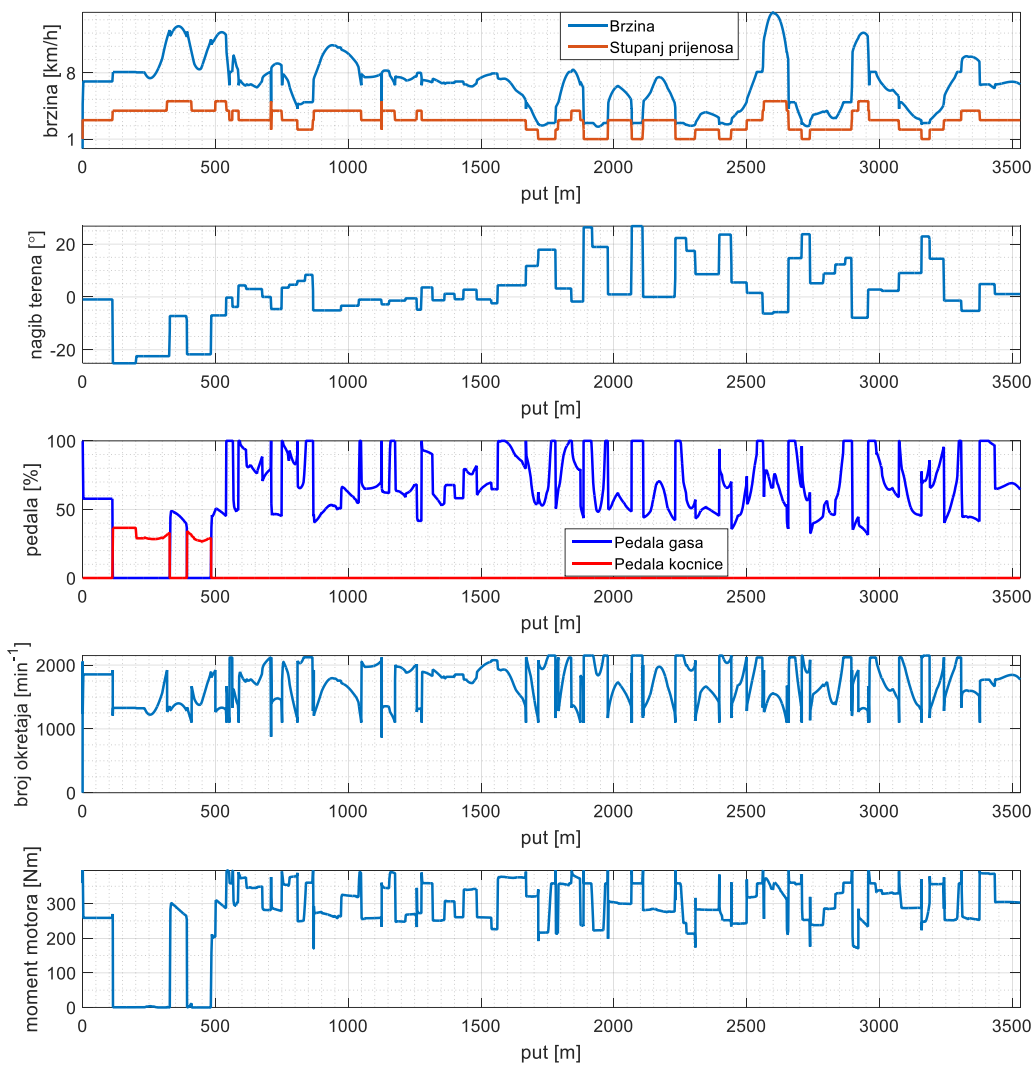 brzina [km/h]
8
1
Brzina
Stupanj prijenosa
0 500 1000 1500 2000 2500 3000 3500
put [m]
nagib terena [°]
20
0
-20
0 500 1000 1500 2000 2500 3000 3500
put [m]
pedala [%]
100
50
0
Pedala gasa
Pedala kocnice
0 500 1000 1500 2000 2500 3000 3500
put [m]
broj okretaja [min-1]
2000
1000
0
0 500 1000 1500 2000 2500 3000 3500
put [m]
moment motora [Nm]
300
200
100
0
0 500 1000 1500 2000 2500 3000 3500
put [m]